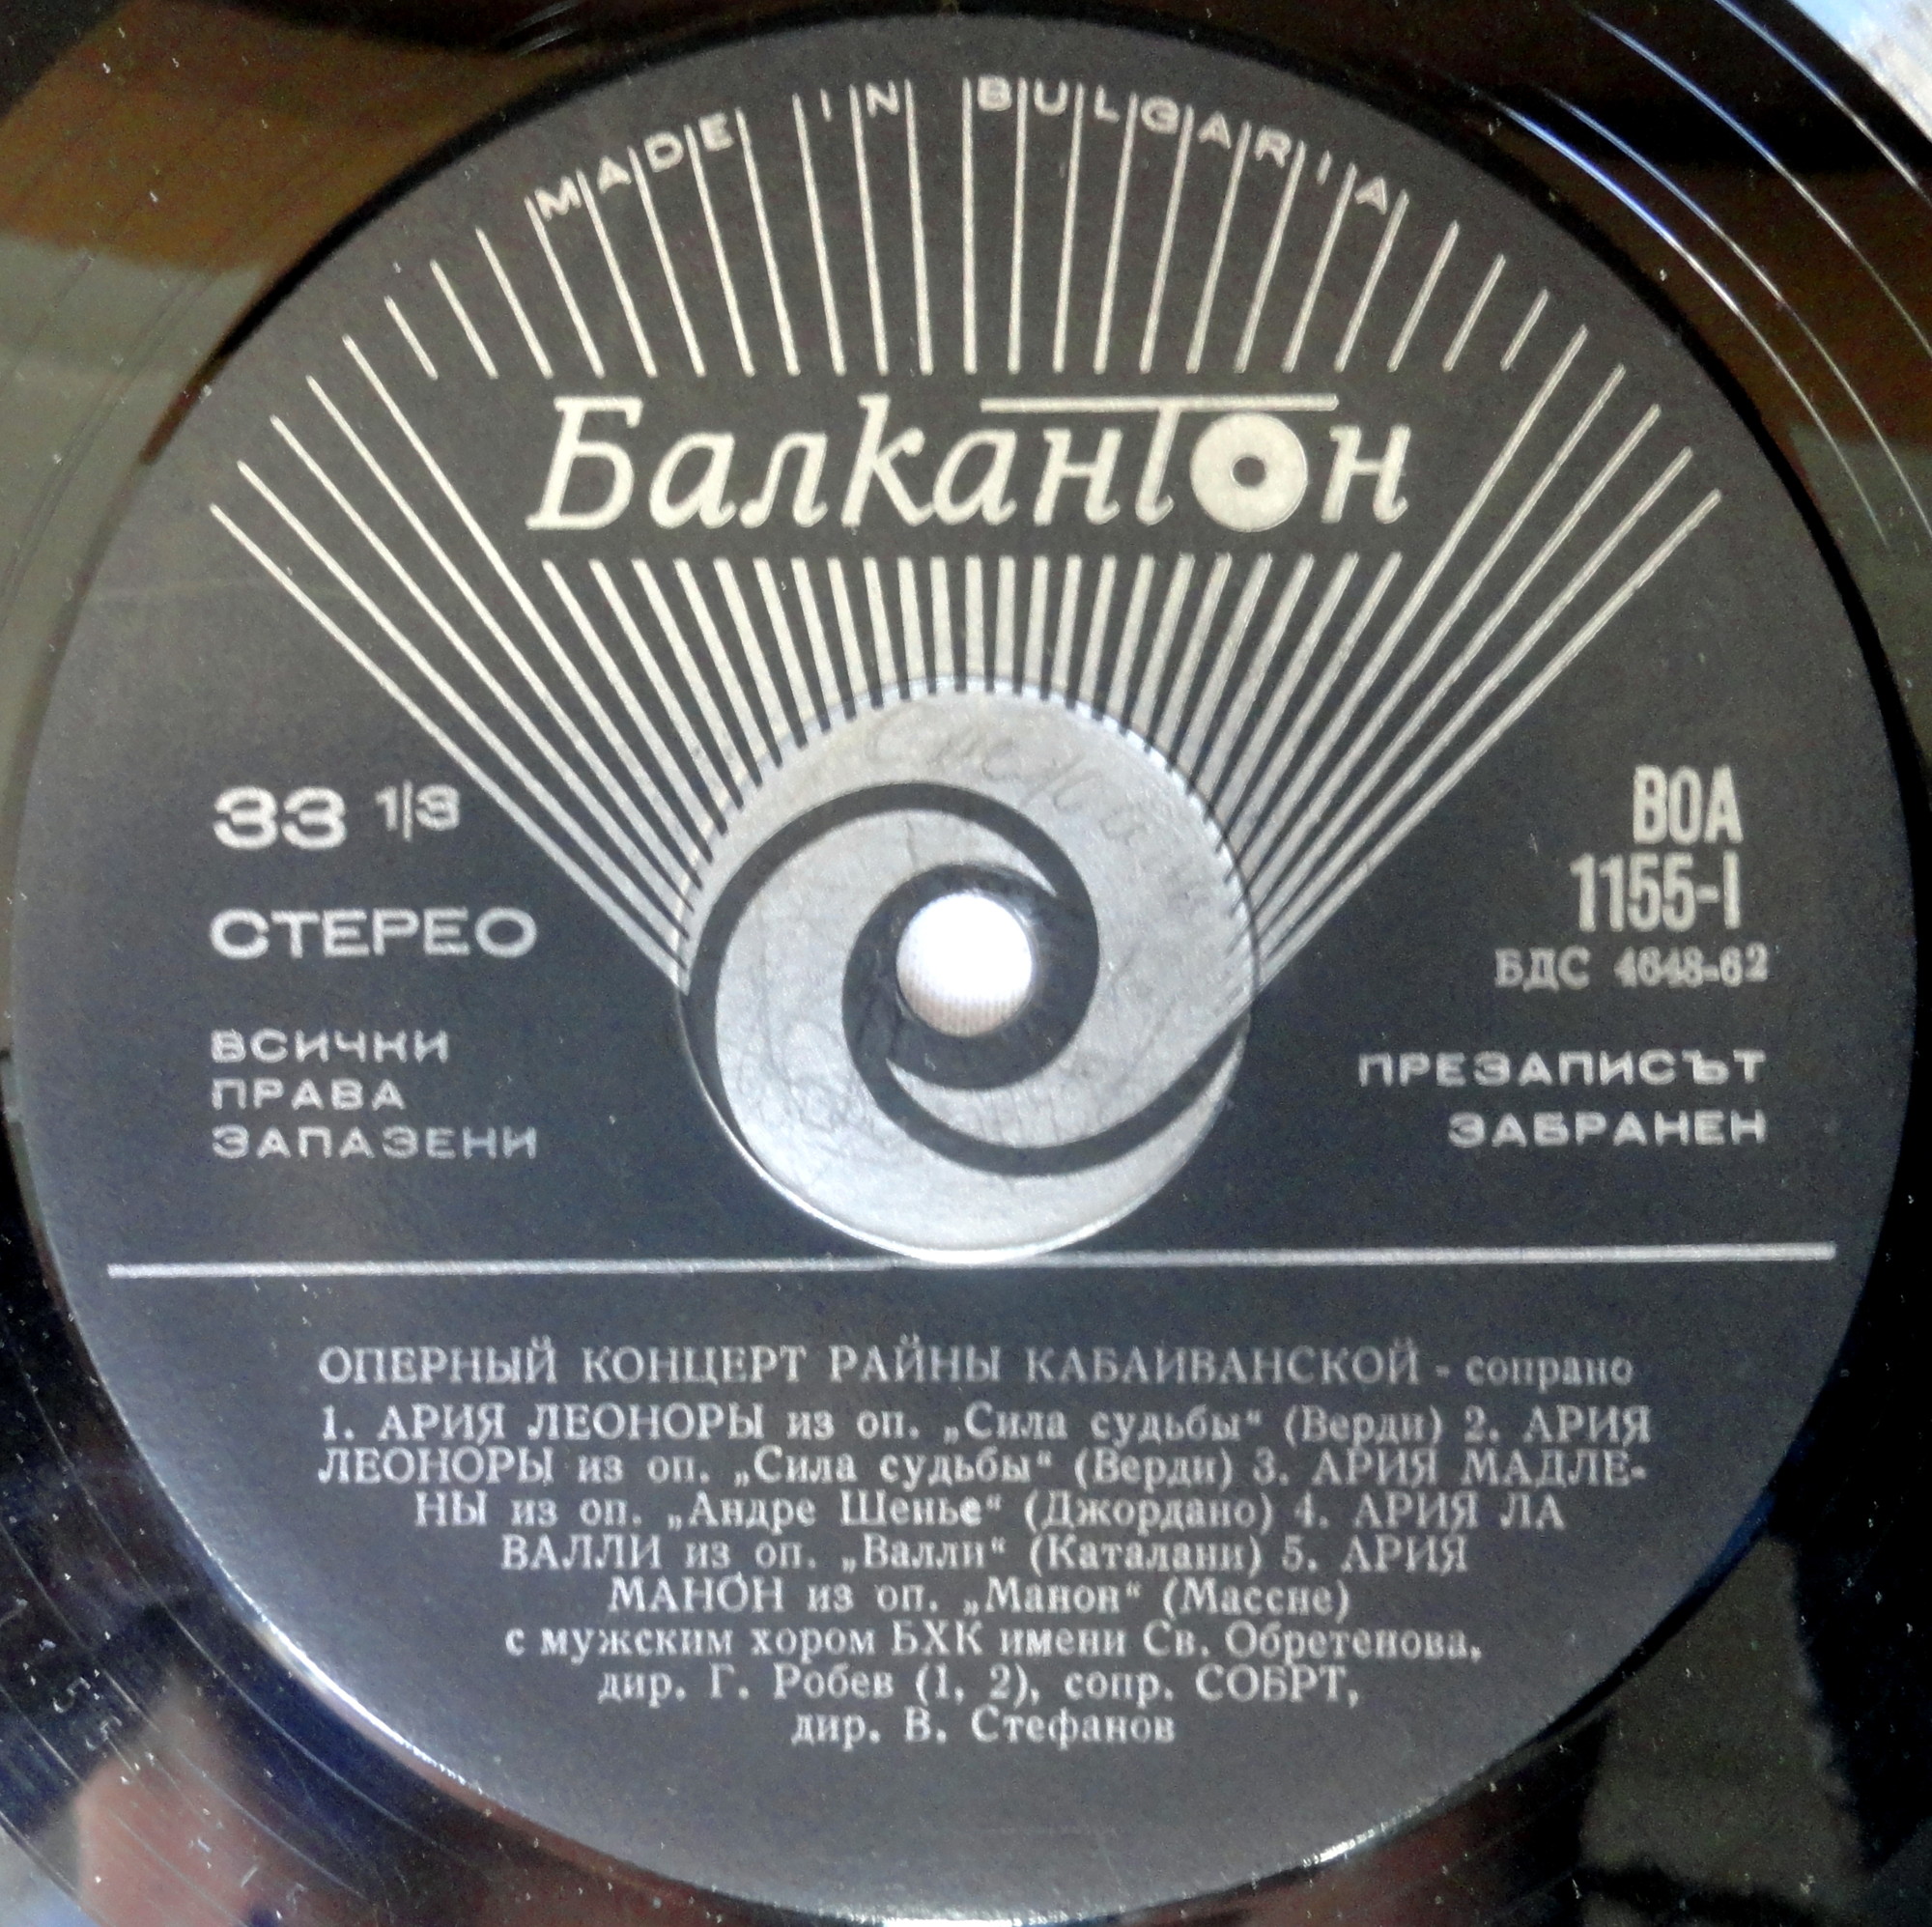 MADE IN BULGARIA
Балкантон
33 1/3
СТЕРЕО
ВСИЧКИ
ПРАВА
ЗАПАЗЕНИ
ВОА
1155-I
БДС 4648-62
ПРЕЗАПИСЪТ
ЗАБРАНЕН
ОПЕРНЫЙ КОНЦЕРТ РАЙНЫ КАБАИВАНСКОЙ - сопрано
1. АРИЯ ЛЕОНОРЫ из оп. „Сила судьбы“ (Верди) 2. АРИЯ
ЛЕОНОРЫ из оп. „Сила судьбы“ (Верди) 3. АРИЯ МАДЛЕ-
НЫ из оп. „Андре Шенье“ (Джордано) 4. АРИЯ ЛА
ВАЛЛИ из оп. „Валли“ (Каталани) 5. АРИЯ
МАНОН из оп. „Манон“ (Массне)
с мужским хором БХК имени Св. Обретенова,
дир. Г. Робев (1, 2), сопр. СОБРТ,
дир. В. Стефанов